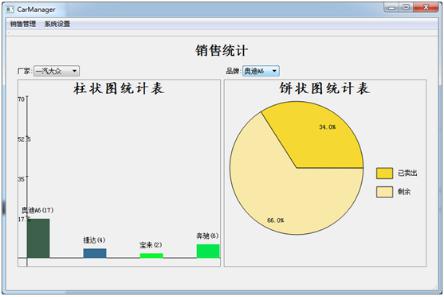 CarManager
销售管理 系统设置
销售统计
厂家: 一汽大众
品牌: 奥迪A6
柱状图统计表
饼状图统计表
70
52.5
35
17.5
奥迪A6(17)
捷达(4)
宝来(2)
奔驰(6)
34.0%
66.0%
已卖出
剩余